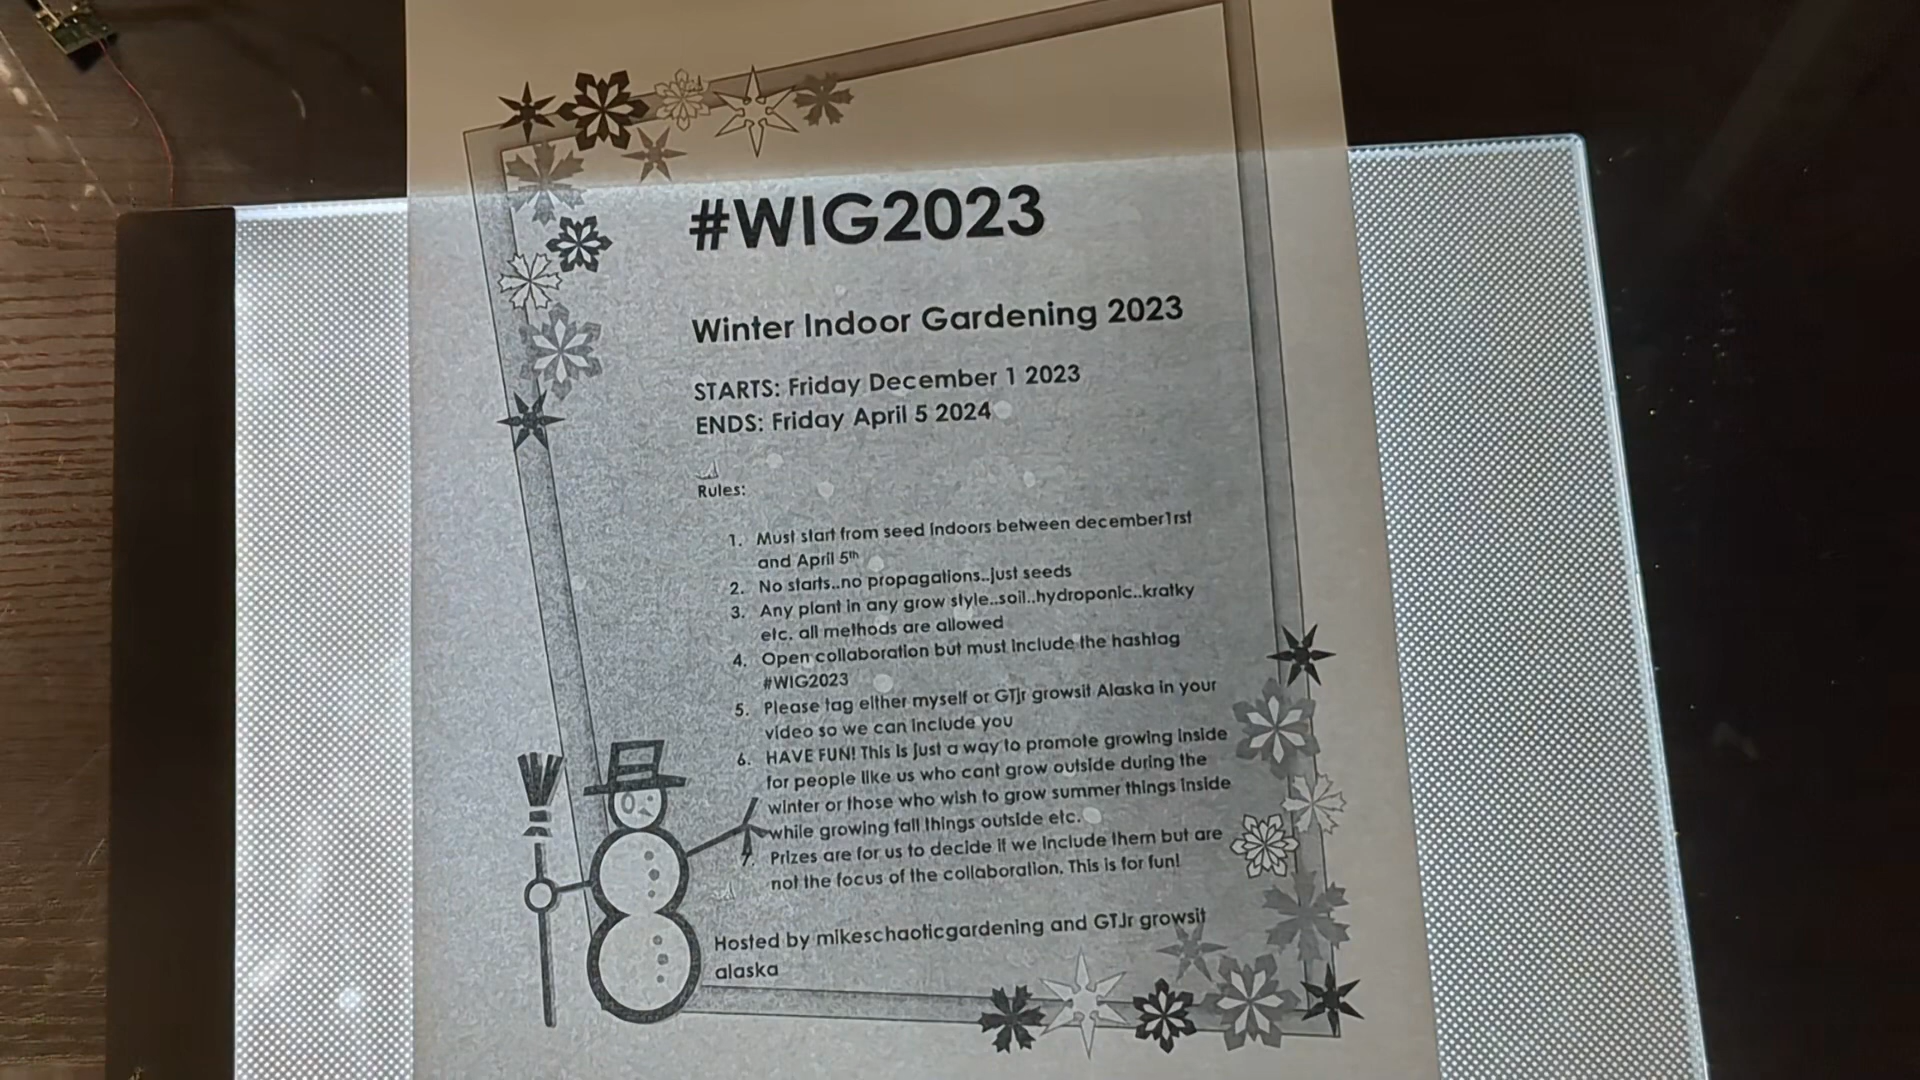 #WIG2023
Winter Indoor Gardening 2023
STARTS: Friday December 1 2023
ENDS: Friday April 5 2024
Rules:
1. Must start from seed indoors between december1rst
and April 5th
2. No starts..no propagations..just seeds
3. Any plant in any grow style..soil..hydroponic..kratky
etc. all methods are allowed
4. Open collaboration but must include the hashtag
#WIG2023
5. Please tag either myself or GTjr growsit Alaska in your
video so we can include you
6. HAVE FUN! This is just a way to promote growing inside
for people like us who cant grow outside during the
winter or those who wish to grow summer things inside
while growing fall things outside etc.
7. Prizes are for us to decide if we include them but are
not the focus of the collaboration. This is for fun!
Hosted by mikeschaoticgardening and GTJr growsit
alaska